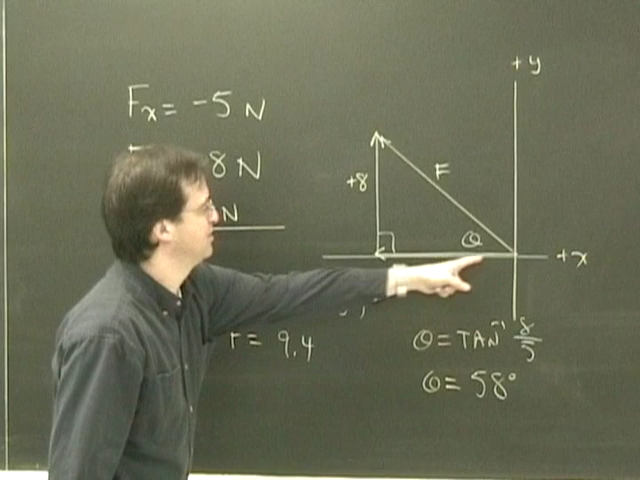 Fx = -5 N
8 N
N
F = 9.4
+y
+8
F
θ
+x
θ = TAN⁻¹ 8/5
θ = 58°